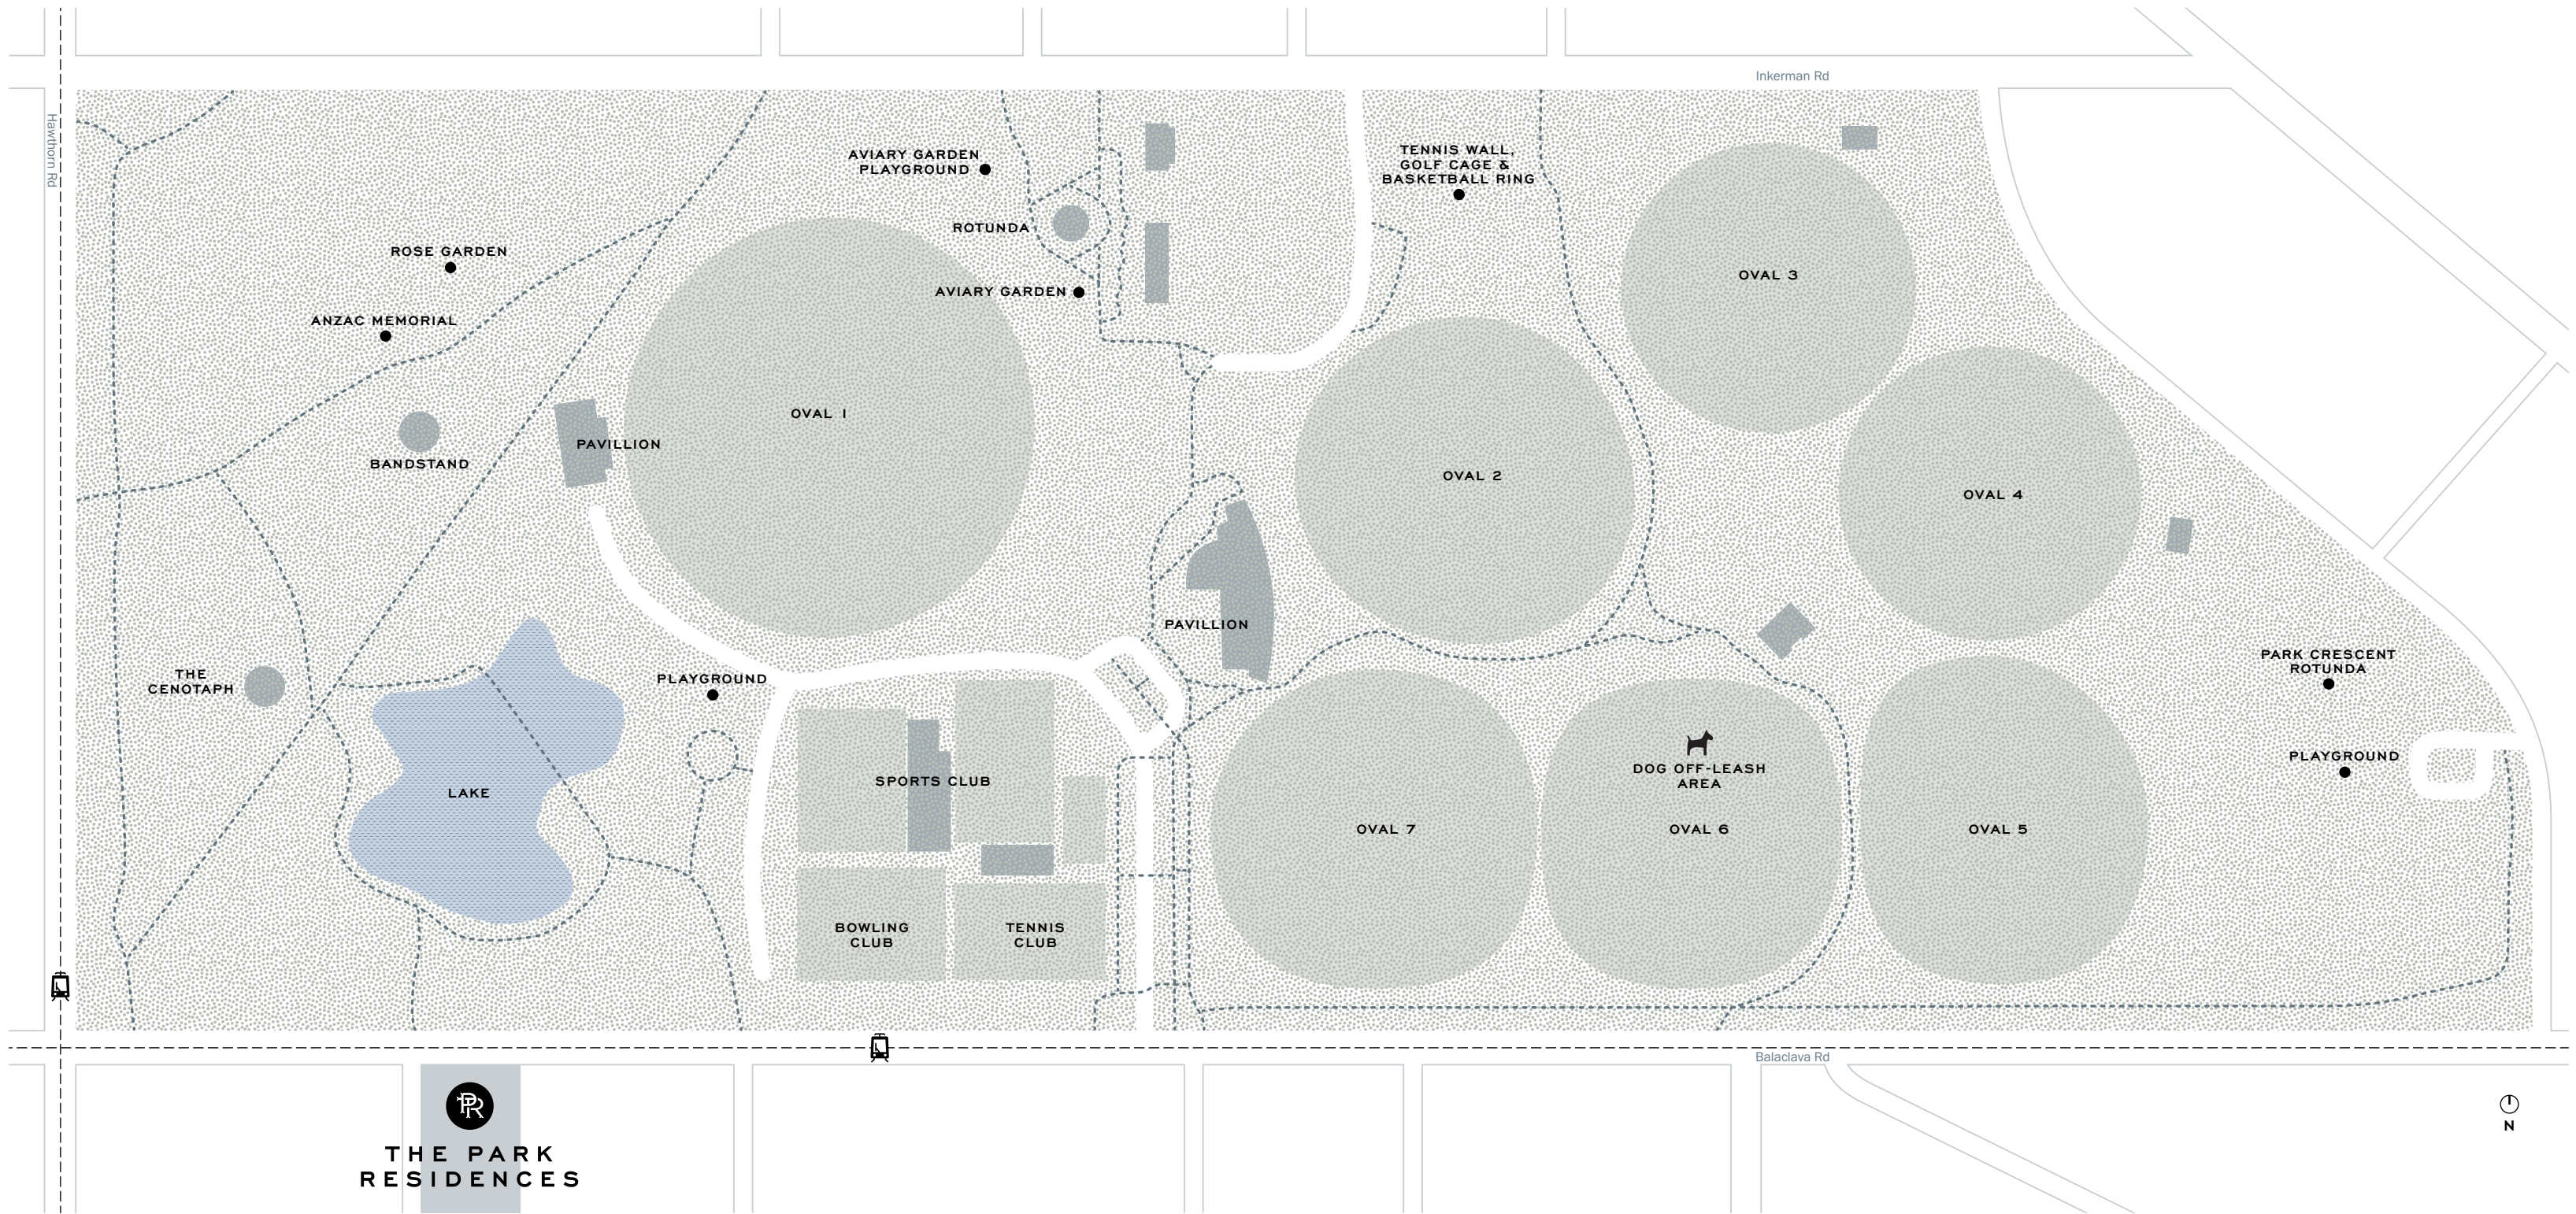 Inkerman Rd
Hawthorn Rd
AVIARY GARDEN
PLAYGROUND
TENNIS WALL,
GOLF CAGE &
BASKETBALL RING
ROTUNDA
ROSE GARDEN
OVAL 3
AVIARY GARDEN
ANZAC MEMORIAL
OVAL 1
PAVILLION
BANDSTAND
OVAL 2
OVAL 4
PAVILLION
THE
CENOTAPH
PLAYGROUND
PARK CRESCENT
ROTUNDA
PLAYGROUND
DOG OFF-LEASH
AREA
SPORTS CLUB
LAKE
OVAL 7
OVAL 6
OVAL 5
BOWLING
CLUB
TENNIS
CLUB
Balaclava Rd
PR
THE PARK
RESIDENCES
N